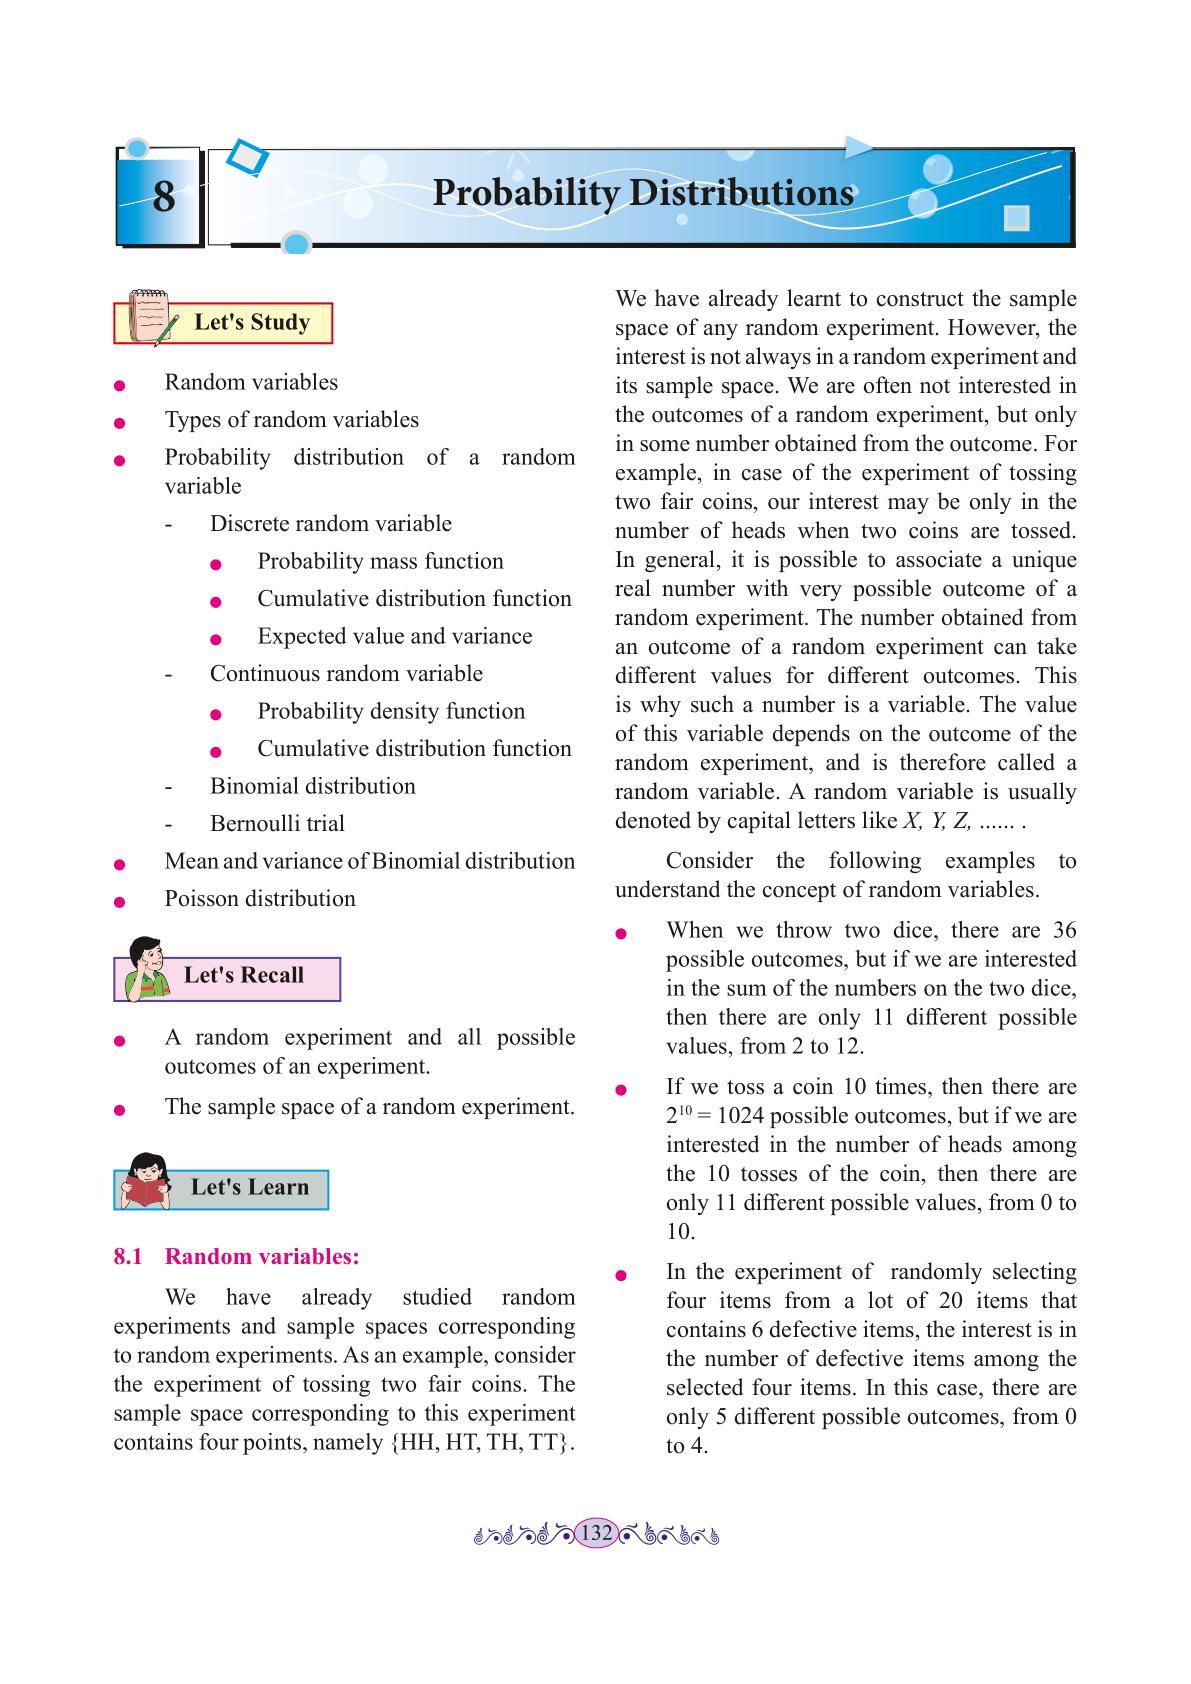 8
Probability Distributions
Let's Study
● Random variables
● Types of random variables
● Probability distribution of a random
variable
- Discrete random variable
● Probability mass function
● Cumulative distribution function
● Expected value and variance
- Continuous random variable
● Probability density function
● Cumulative distribution function
- Binomial distribution
- Bernoulli trial
● Mean and variance of Binomial distribution
● Poisson distribution
Let's Recall
● A random experiment and all possible
outcomes of an experiment.
● The sample space of a random experiment.
Let's Learn
8.1 Random variables:
We have already studied random
experiments and sample spaces corresponding
to random experiments. As an example, consider
the experiment of tossing two fair coins. The
sample space corresponding to this experiment
contains four points, namely {HH, HT, TH, TT}.
We have already learnt to construct the sample
space of any random experiment. However, the
interest is not always in a random experiment and
its sample space. We are often not interested in
the outcomes of a random experiment, but only
in some number obtained from the outcome. For
example, in case of the experiment of tossing
two fair coins, our interest may be only in the
number of heads when two coins are tossed.
In general, it is possible to associate a unique
real number with very possible outcome of a
random experiment. The number obtained from
an outcome of a random experiment can take
different values for different outcomes. This
is why such a number is a variable. The value
of this variable depends on the outcome of the
random experiment, and is therefore called a
random variable. A random variable is usually
denoted by capital letters like X, Y, Z, ...... .
Consider the following examples to
understand the concept of random variables.
● When we throw two dice, there are 36
possible outcomes, but if we are interested
in the sum of the numbers on the two dice,
then there are only 11 different possible
values, from 2 to 12.
● If we toss a coin 10 times, then there are
2¹⁰ = 1024 possible outcomes, but if we are
interested in the number of heads among
the 10 tosses of the coin, then there are
only 11 different possible values, from 0 to
10.
● In the experiment of randomly selecting
four items from a lot of 20 items that
contains 6 defective items, the interest is in
the number of defective items among the
selected four items. In this case, there are
only 5 different possible outcomes, from 0
to 4.
132